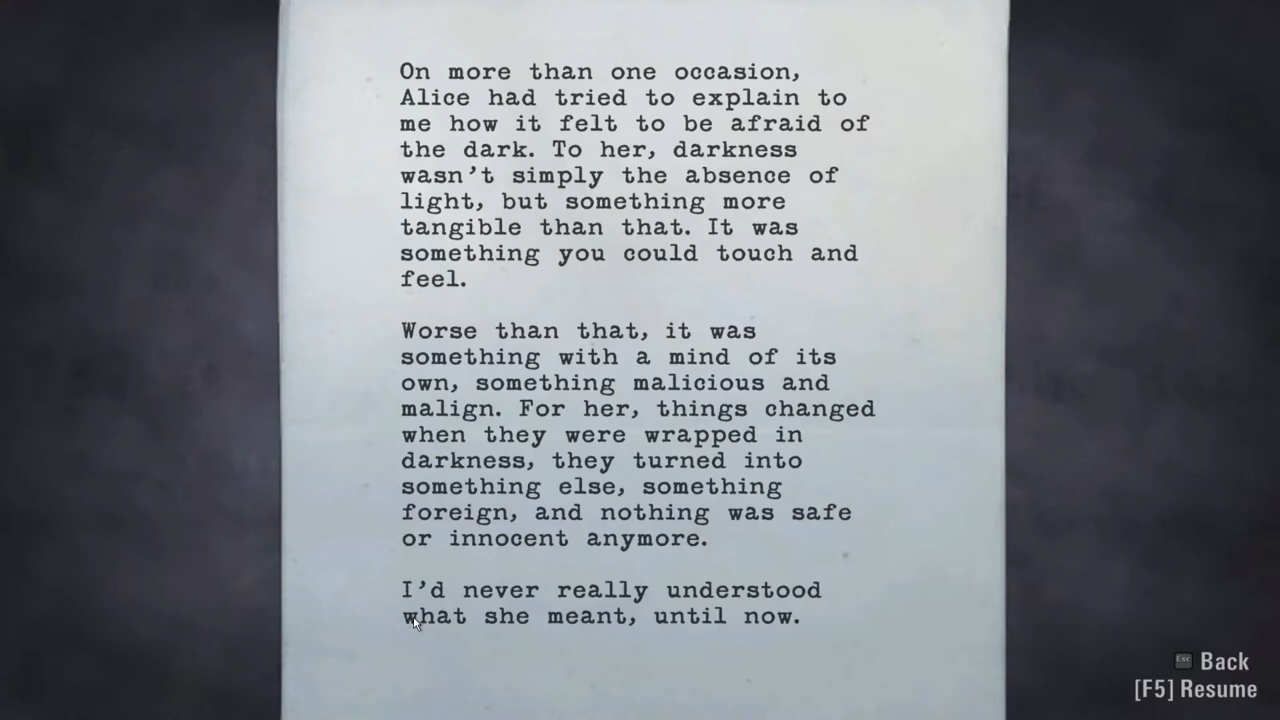 On more than one occasion,
Alice had tried to explain to
me how it felt to be afraid of
the dark. To her, darkness
wasn't simply the absence of
light, but something more
tangible than that. It was
something you could touch and
feel.
Worse than that, it was
something with a mind of its
own, something malicious and
malign. For her, things changed
when they were wrapped in
darkness, they turned into
something else, something
foreign, and nothing was safe
or innocent anymore.
I'd never really understood
what she meant, until now.
Esc Back
[F5] Resume